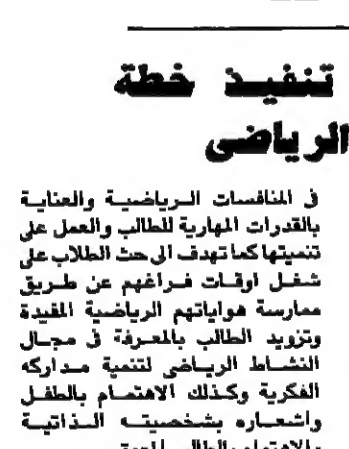 تنفيذ خطة
الرياضى
فى المنافسات الرياضية والعناية
بالقدرات المهارية للطالب والعمل على
تنميتها كما تهدف الى حث الطلاب على
شغل اوقات فراغهم عن طريق
ممارسة هواياتهم الرياضية المفيدة
وتزويد الطالب بالمعرفة فى مجال
النشاط الرياضى لتنمية مداركه
الفكرية وكذلك الاهتمام بالطفل
واشعاره بشخصيته الذاتية
والاهتمام بالطالب